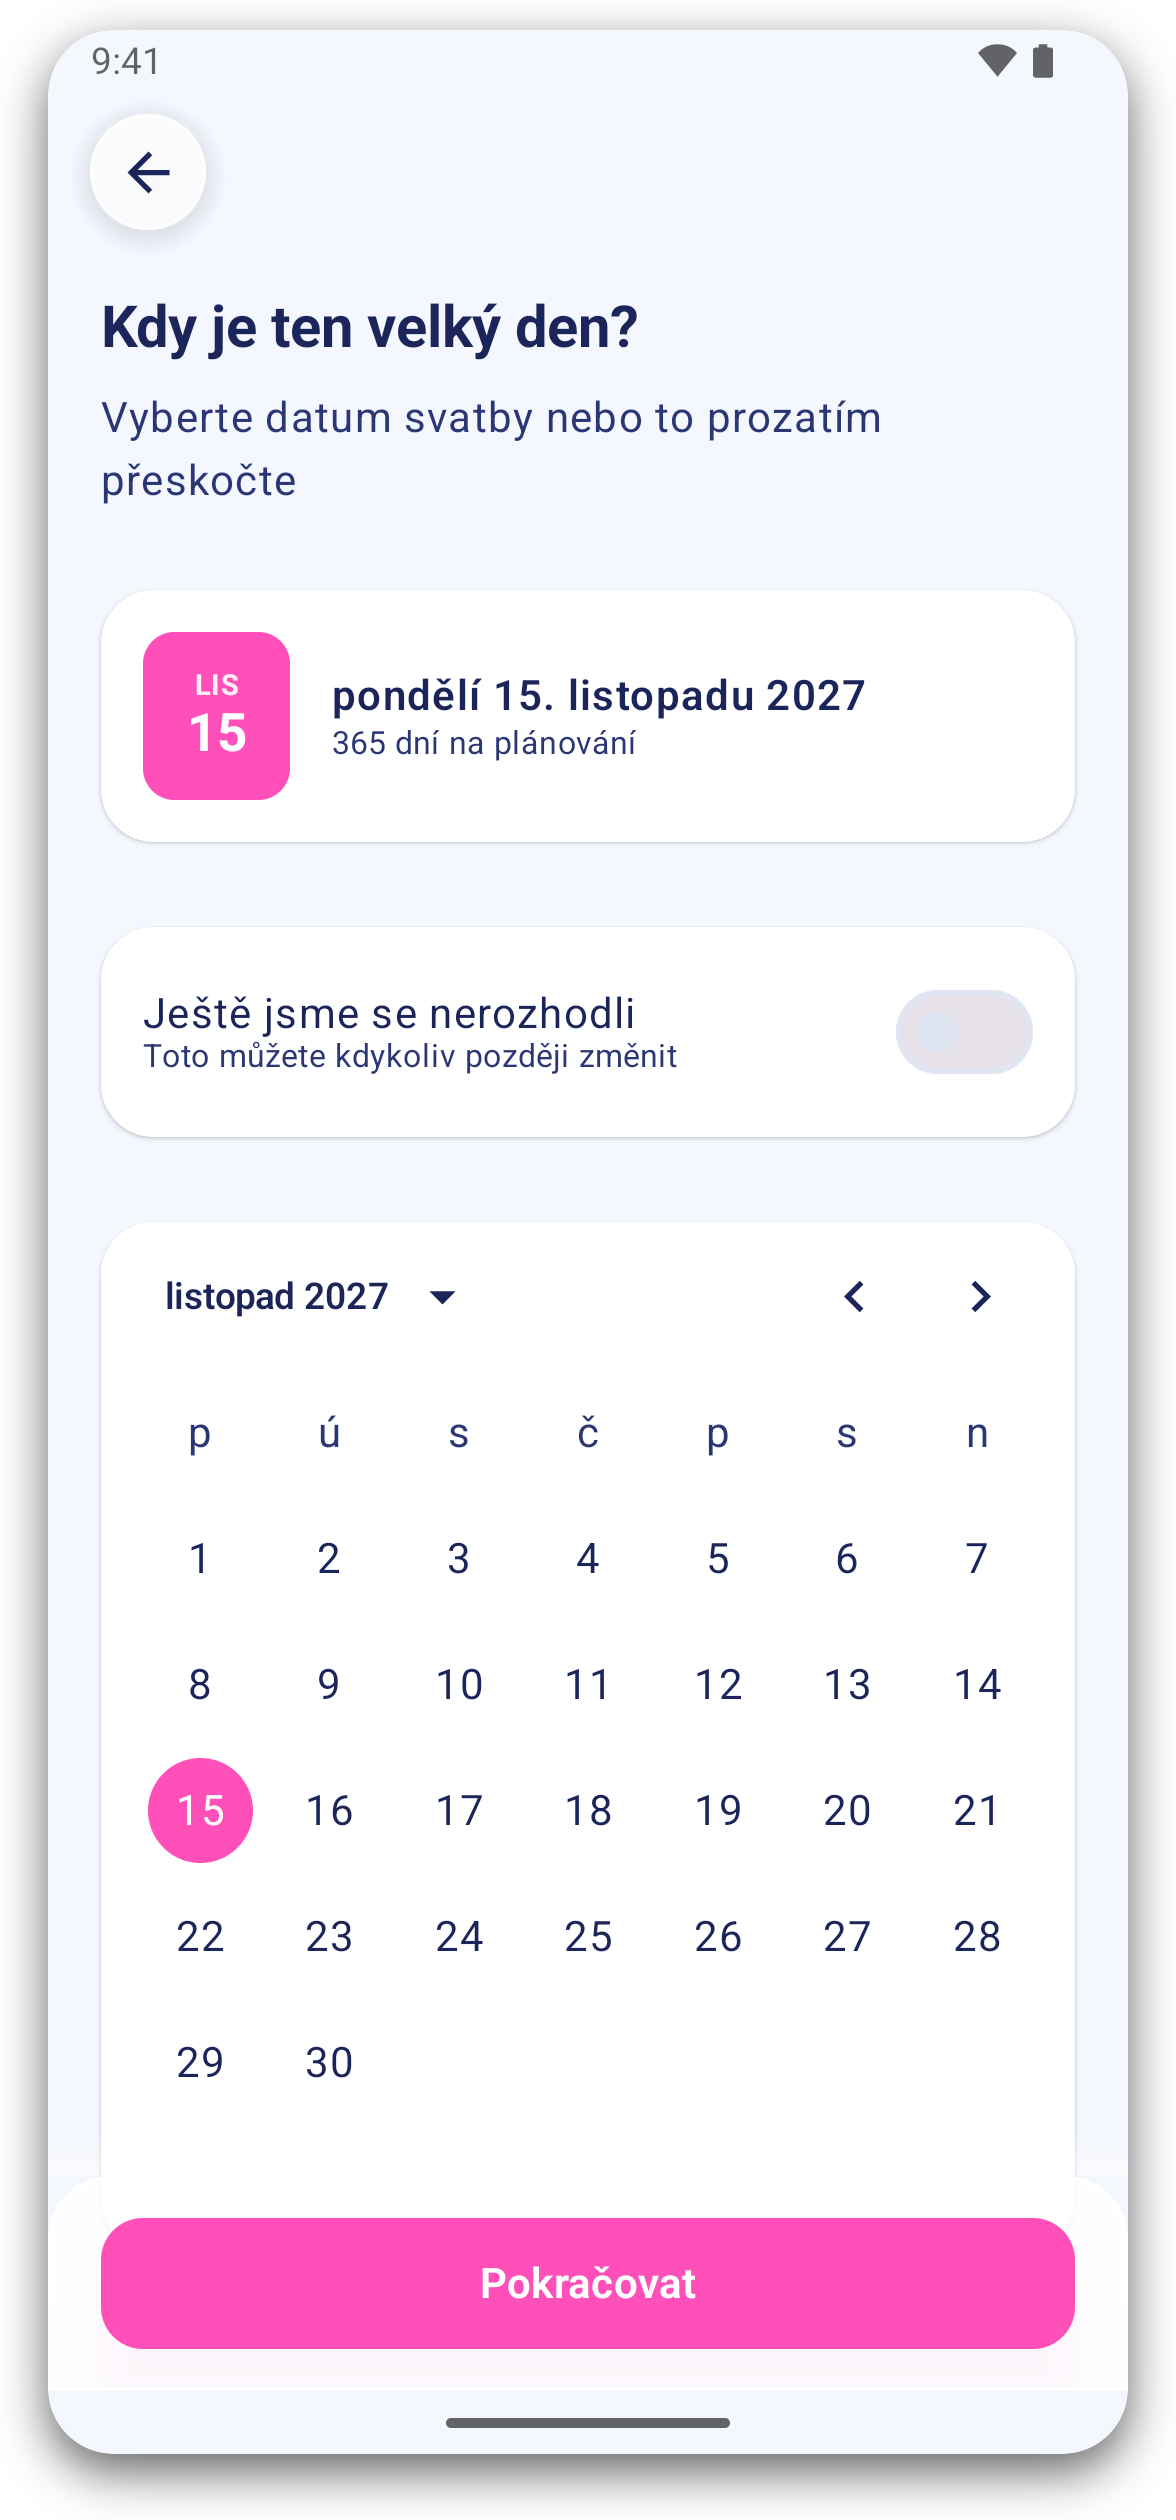 9:41
Kdy je ten velký den?
Vyberte datum svatby nebo to prozatím
přeskočte
LIS
15
pondělí 15. listopadu 2027
365 dní na plánování
Ještě jsme se nerozhodli
Toto můžete kdykoliv později změnit
listopad 2027
p ú s č p s n
1 2 3 4 5 6 7
8 9 10 11 12 13 14
15 16 17 18 19 20 21
22 23 24 25 26 27 28
29 30
Pokračovat